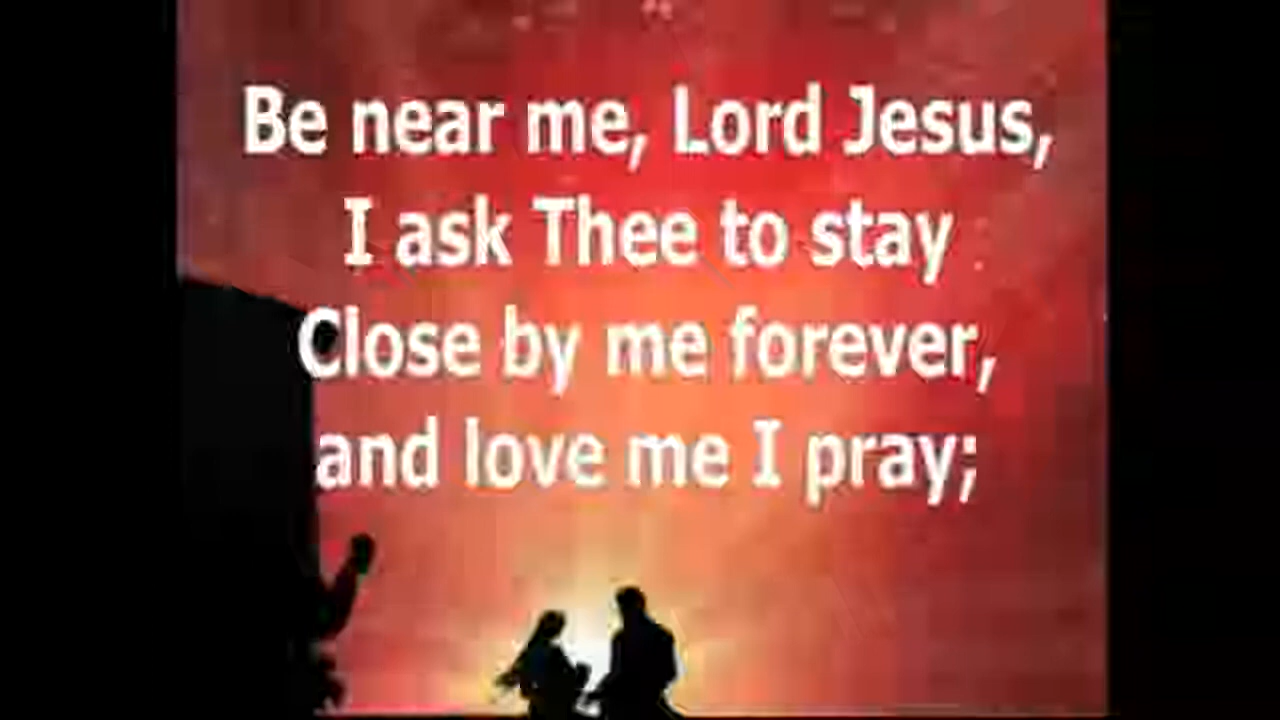 Be near me, Lord Jesus,
I ask Thee to stay
Close by me forever,
and love me I pray;